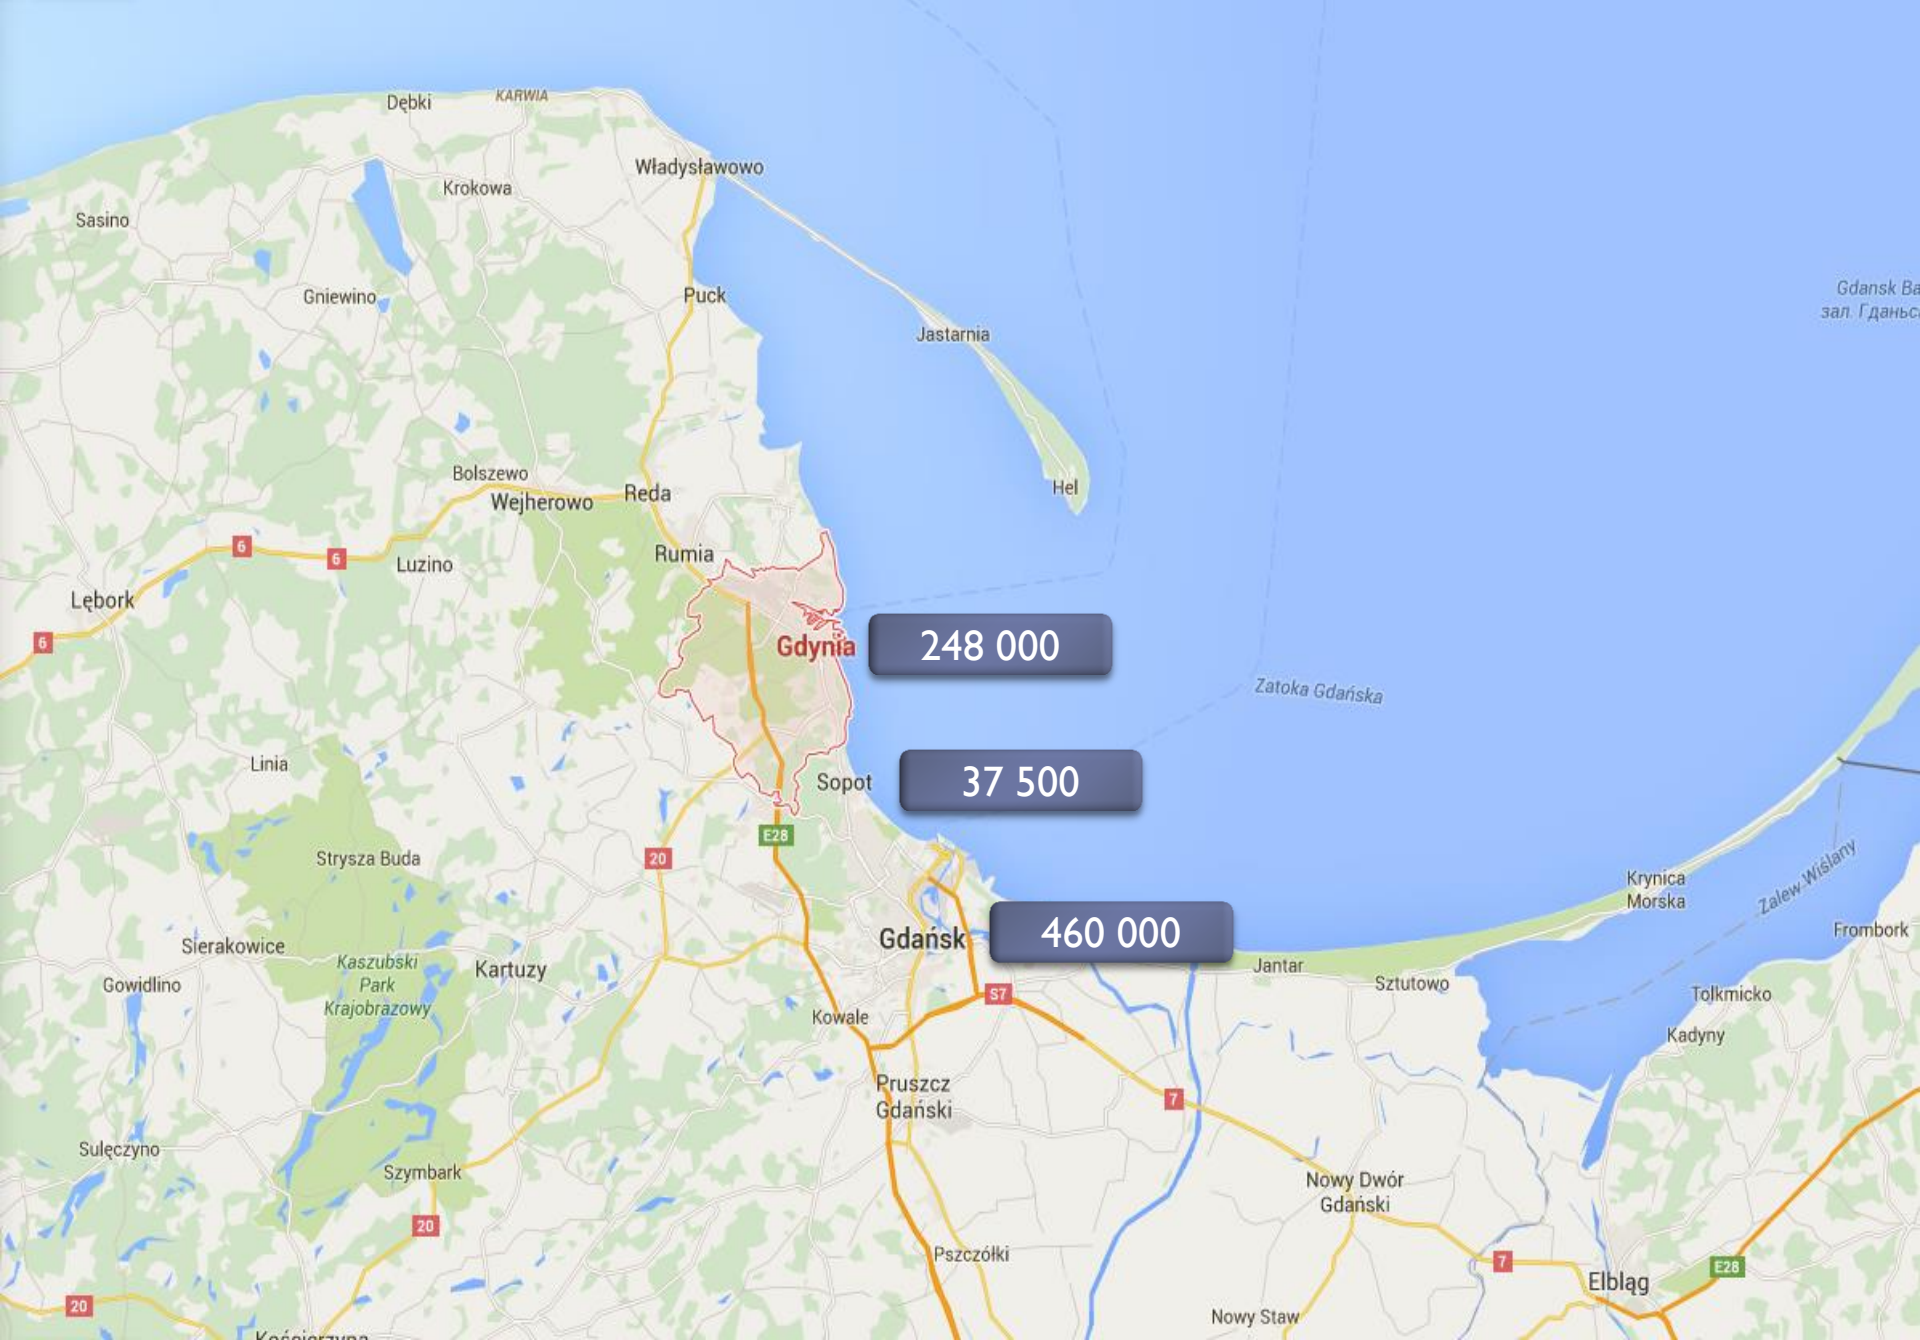 Dębki
KARWIA
Władysławowo
Krokowa
Sasino
Gdansk Ba
зал. Гданьс
Gniewino
Puck
Jastarnia
Bolszewo
Hel
Reda
Wejherowo
6
Rumia
6
Luzino
Lębork
6
Gdynia
248 000
Zatoka Gdańska
Linia
Sopot
37 500
E28
20
Strysza Buda
Krynica
Morska
Zalew Wiślany
Frombork
Gdańsk
460 000
Sierakowice
Kaszubski
Park
Krajobrazowy
Kartuzy
Jantar
Sztutowo
Gowidlino
S7
Tolkmicko
Kowale
Kadyny
Pruszcz
Gdański
7
Sulęczyno
Szymbark
Nowy Dwór
Gdański
20
Pszczółki
7
E28
Elbląg
20
Nowy Staw
Kościerzyna